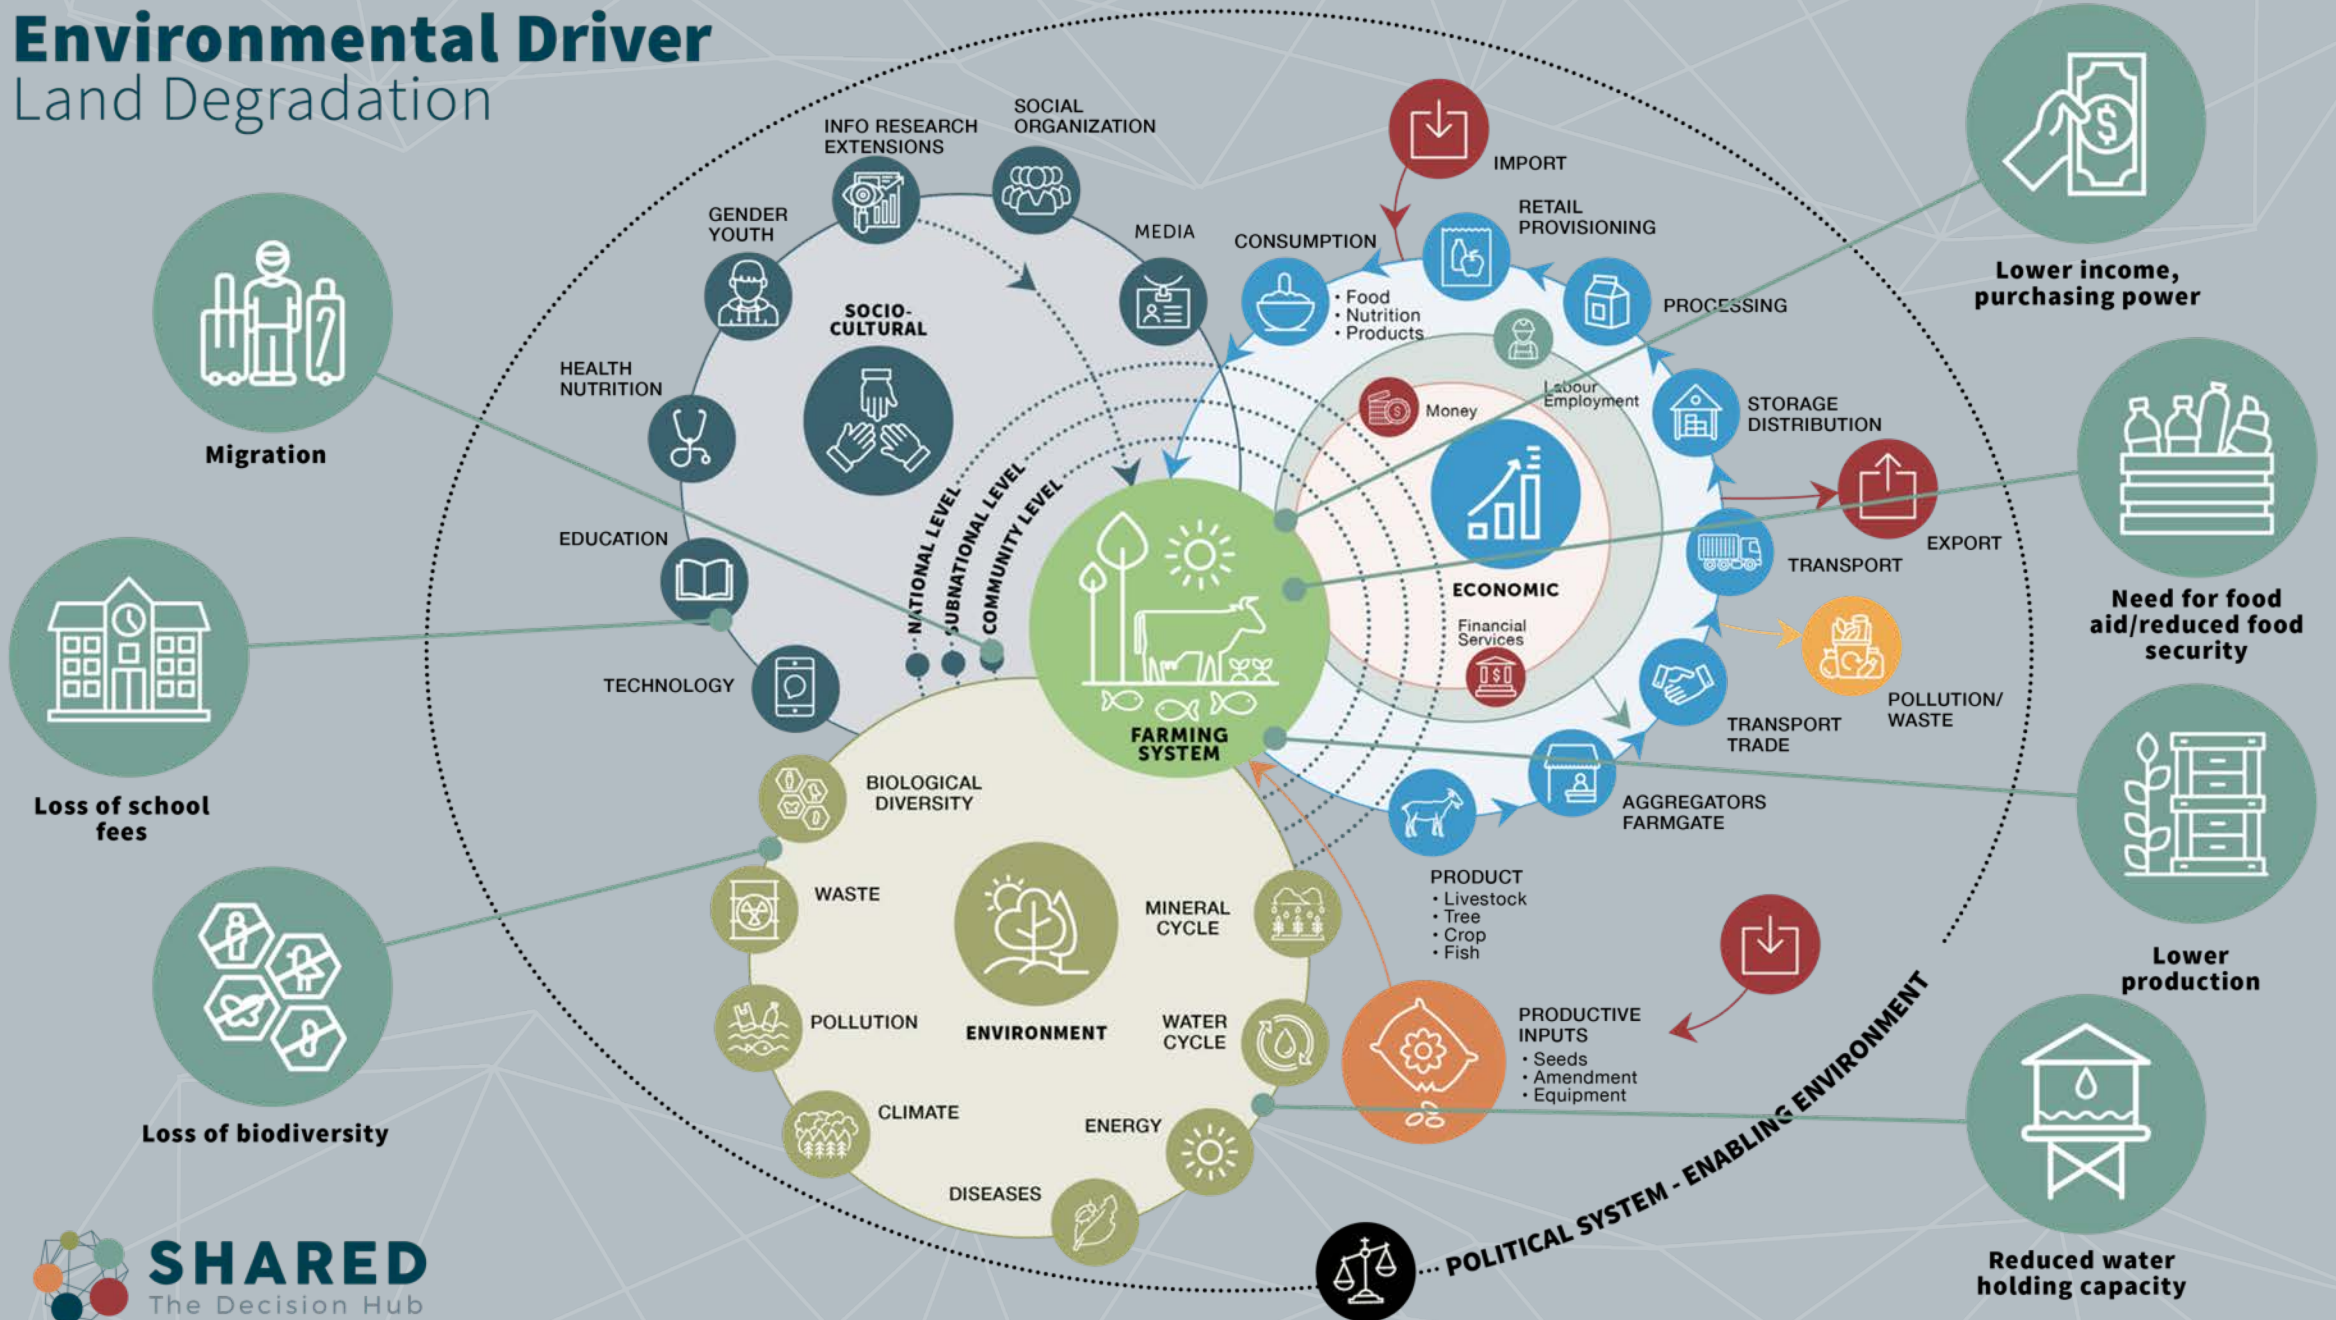 Environmental Driver
Land Degradation
SOCIAL
ORGANIZATION
INFO RESEARCH
EXTENSIONS
GENDER
YOUTH
MEDIA
HEALTH
NUTRITION
SOCIO-
CULTURAL
EDUCATION
TECHNOLOGY
NATIONAL LEVEL
SUBNATIONAL LEVEL
COMMUNITY LEVEL
IMPORT
RETAIL
PROVISIONING
CONSUMPTION
• Food
• Nutrition
• Products
PROCESSING
Labour
Employment
Money
STORAGE
DISTRIBUTION
EXPORT
TRANSPORT
ECONOMIC
Financial
Services
POLLUTION/
WASTE
TRANSPORT
TRADE
AGGREGATORS
FARMGATE
PRODUCT
• Livestock
• Tree
• Crop
• Fish
FARMING
SYSTEM
BIOLOGICAL
DIVERSITY
WASTE
MINERAL
CYCLE
POLLUTION
ENVIRONMENT
WATER
CYCLE
CLIMATE
ENERGY
DISEASES
PRODUCTIVE
INPUTS
• Seeds
• Amendment
• Equipment
POLITICAL SYSTEM - ENABLING ENVIRONMENT
Migration
Loss of school
fees
Loss of biodiversity
Lower income,
purchasing power
Need for food
aid/reduced food
security
Lower
production
Reduced water
holding capacity
SHARED
The Decision Hub